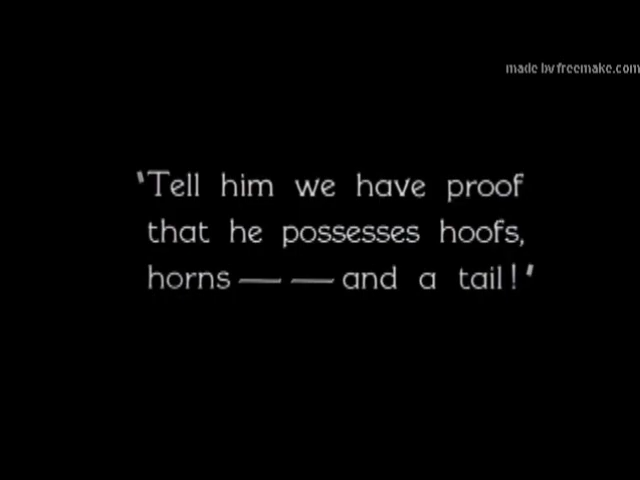 made by freemake.com
'Tell him we have proof
that he possesses hoofs,
horns — — and a tail!'